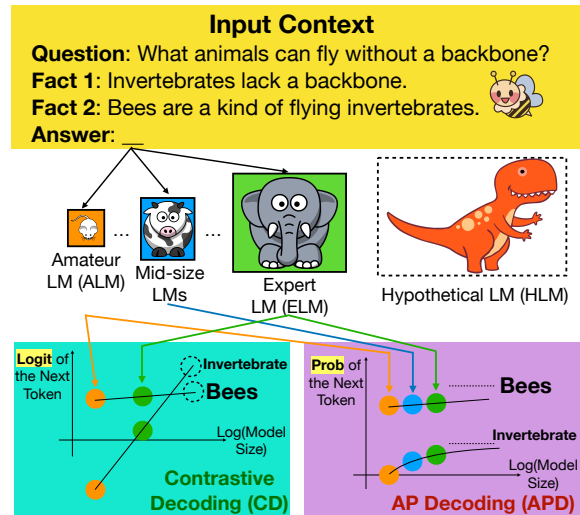 Input Context
Question: What animals can fly without a backbone?
Fact 1: Invertebrates lack a backbone.
Fact 2: Bees are a kind of flying invertebrates.
Answer: __
... ...
Amateur
LM (ALM)
Mid-size
LMs
Expert
LM (ELM)
Hypothetical LM (HLM)
Logit of
the Next
Token
Invertebrate
Bees
Log(Model
Size)
Contrastive
Decoding (CD)
Prob of
the Next
Token
Bees
Invertebrate
Log(Model
Size)
AP Decoding (APD)